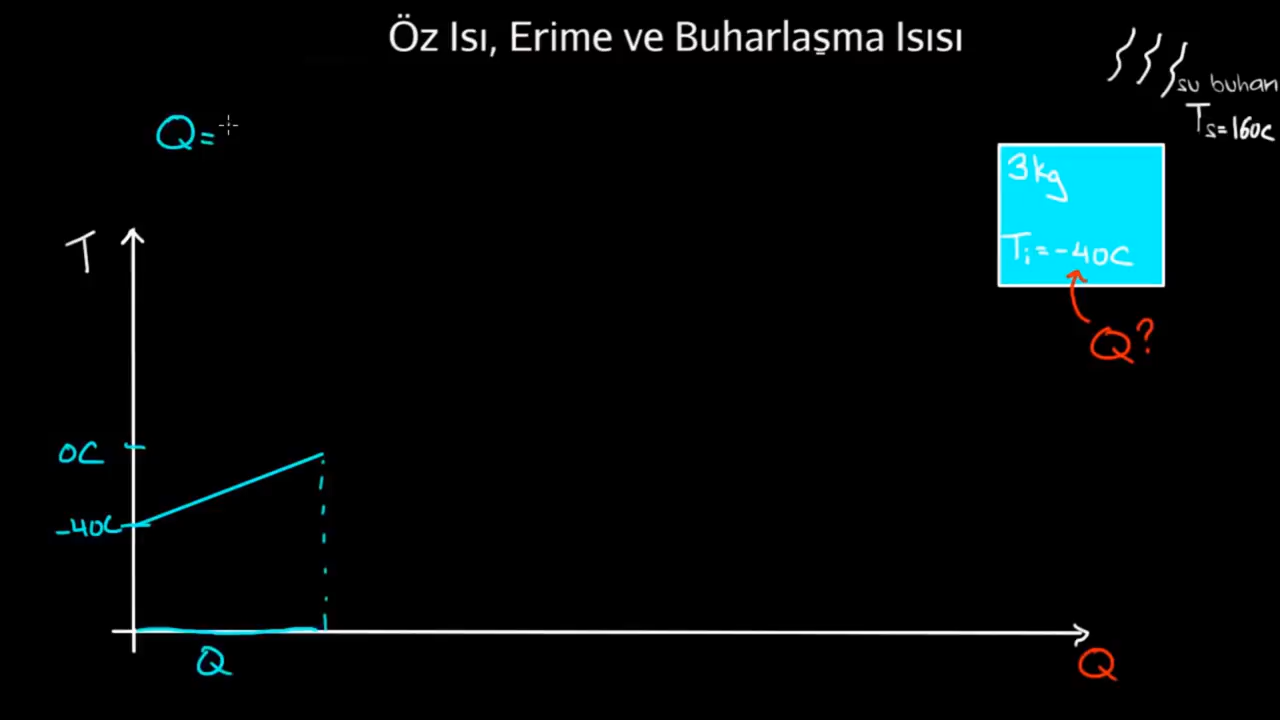 Öz Isı, Erime ve Buharlaşma Isısı
su buharı
Ts=160C
Q=
3kg
Ti=-40C
Q?
T
0C
-40C
Q
Q